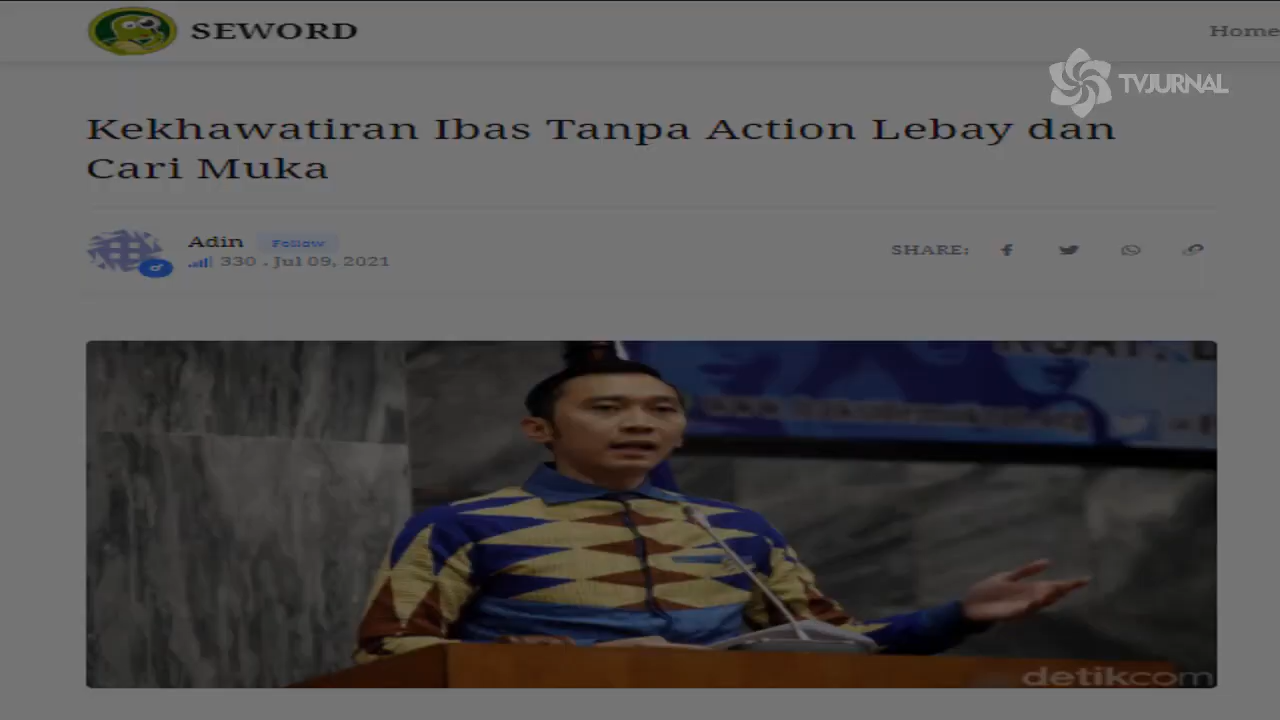 SEWORD
Home
TVJURNAL
Kekhawatiran Ibas Tanpa Action Lebay dan
Cari Muka
Adin Follow
330 . Jul 09, 2021
SHARE:
detikcom